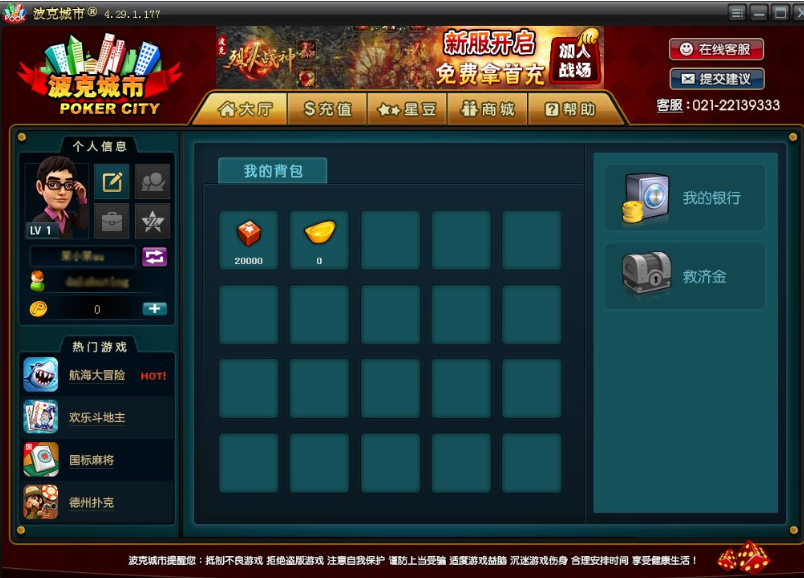 波克城市® 4.29.1.177
波克城市
POKER CITY
波克
烈火战神
新服开启
免费拿首充
加入
战场
在线客服
提交建议
客服：021-22139333
大厅
$充值
星豆
商城
帮助
个人信息
LV 1
0
热门游戏
航海大冒险 HOT!
欢乐斗地主
国标麻将
德州扑克
我的背包
20000
0
我的银行
救济金
波克城市提醒您：抵制不良游戏 拒绝盗版游戏 注意自我保护 谨防上当受骗 适度游戏益脑 沉迷游戏伤身 合理安排时间 享受健康生活！